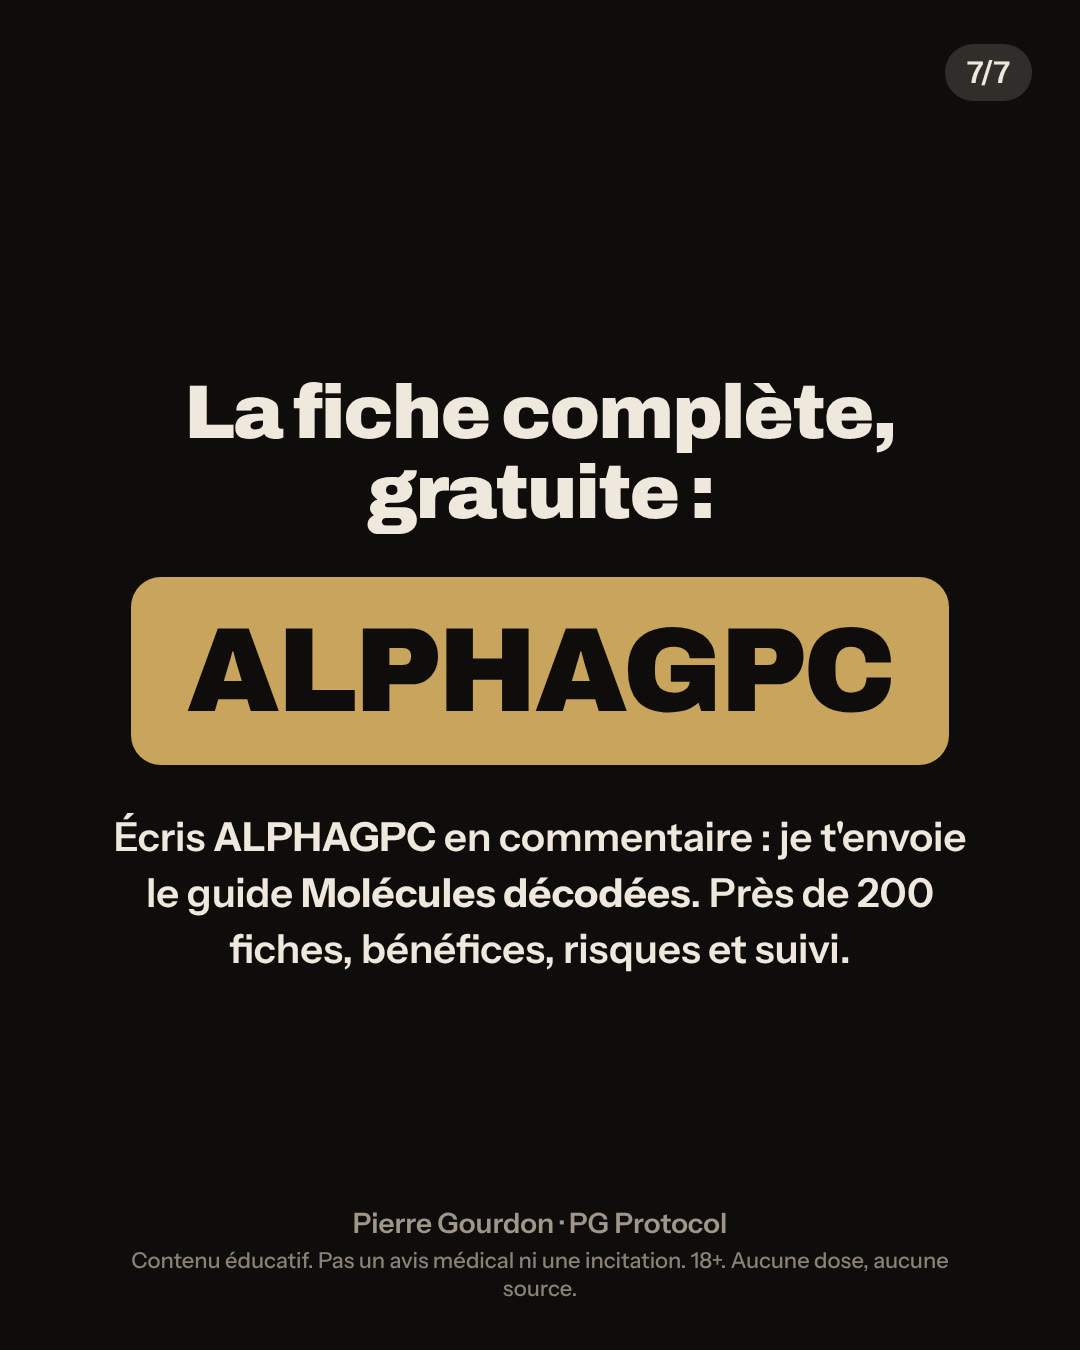 7/7
La fiche complète,
gratuite :
ALPHAGPC
Écris ALPHAGPC en commentaire : je t'envoie
le guide Molécules décodées. Près de 200
fiches, bénéfices, risques et suivi.
Pierre Gourdon · PG Protocol
Contenu éducatif. Pas un avis médical ni une incitation. 18+. Aucune dose, aucune
source.